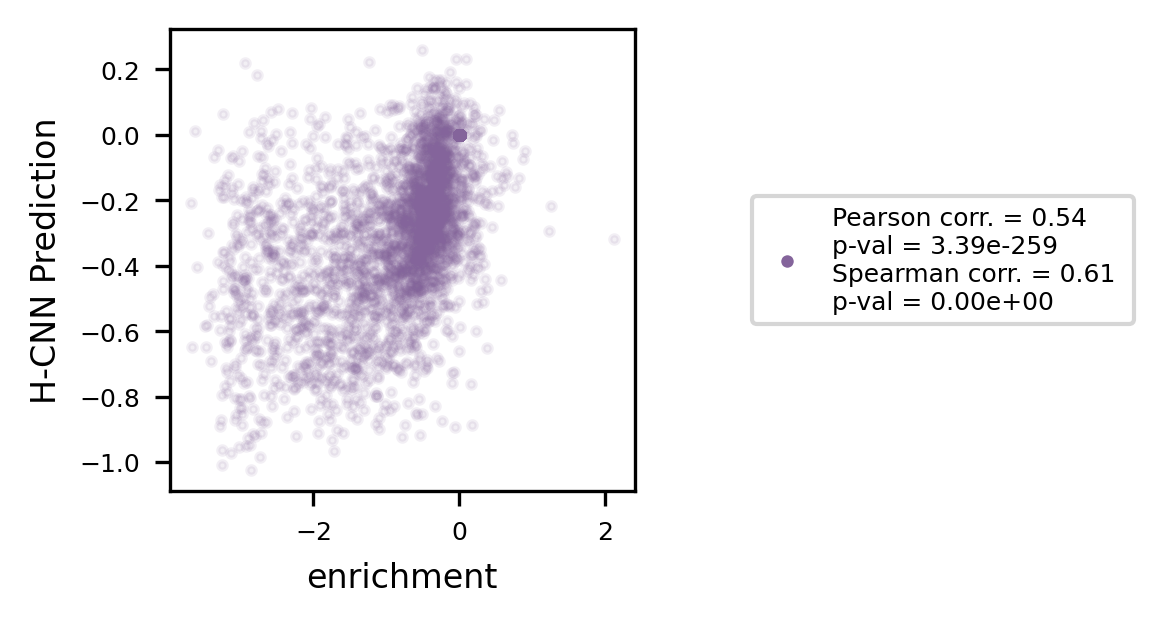 0.2
0.0
−0.2
−0.4
−0.6
−0.8
−1.0
H-CNN Prediction
−2
0
2
enrichment
Pearson corr. = 0.54
p-val = 3.39e-259
Spearman corr. = 0.61
p-val = 0.00e+00